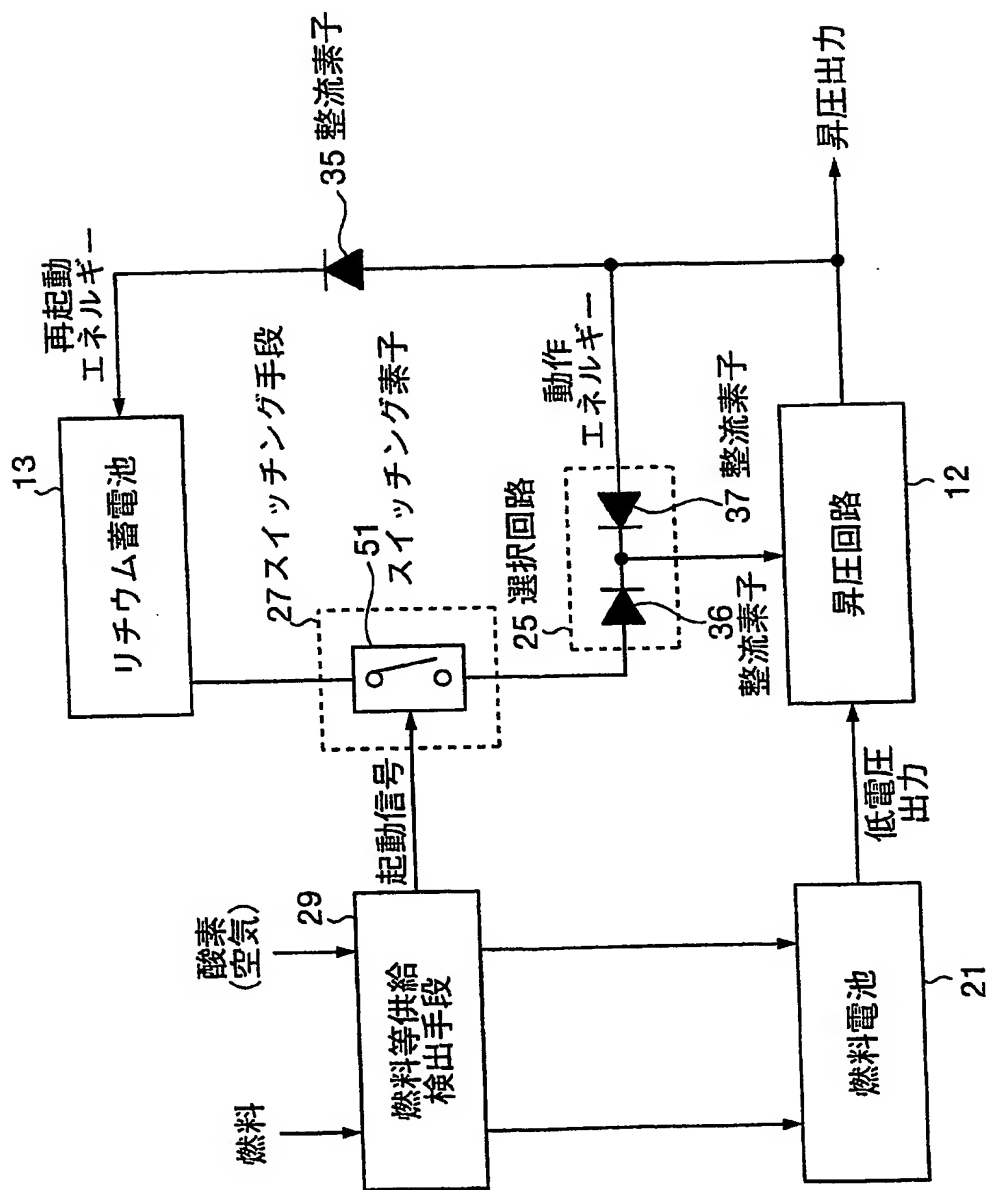 燃料
酸素
(空気)
29
燃料等供給
検出手段
起動信号
13
リチウム蓄電池
再起動
エネルギー
27スイッチング手段
51
スイッチング素子
35 整流素子
25 選択回路
36
整流素子
37 整流素子
動作
エネルギー
燃料電池
21
低電圧
出力
昇圧回路
12
昇圧出力